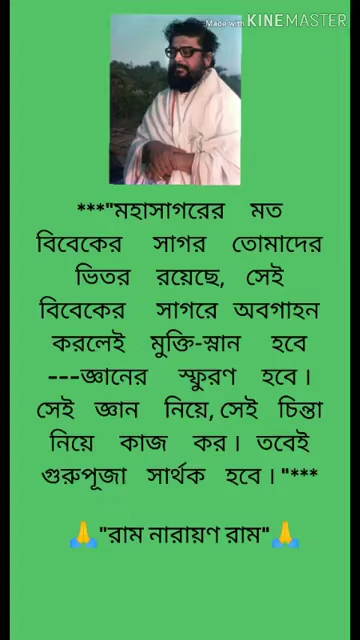 Made with KINEMASTER
***"মহাসাগরের মত
বিবেকের সাগর তোমাদের
ভিতর রয়েছে, সেই
বিবেকের সাগরে অবগাহন
করলেই মুক্তি-স্নান হবে
---জ্ঞানের স্ফুরণ হবে।
সেই জ্ঞান নিয়ে, সেই চিন্তা
নিয়ে কাজ কর। তবেই
গুরুপূজা সার্থক হবে।"***
🙏"রাম নারায়ণ রাম"🙏